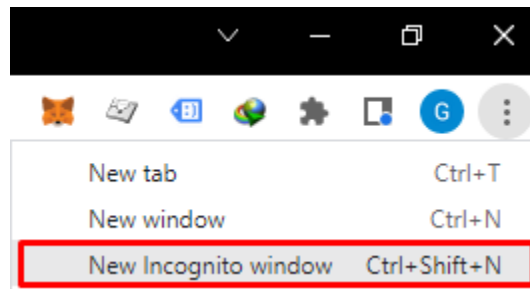 G
New tab Ctrl+T
New window Ctrl+N
New Incognito window Ctrl+Shift+N